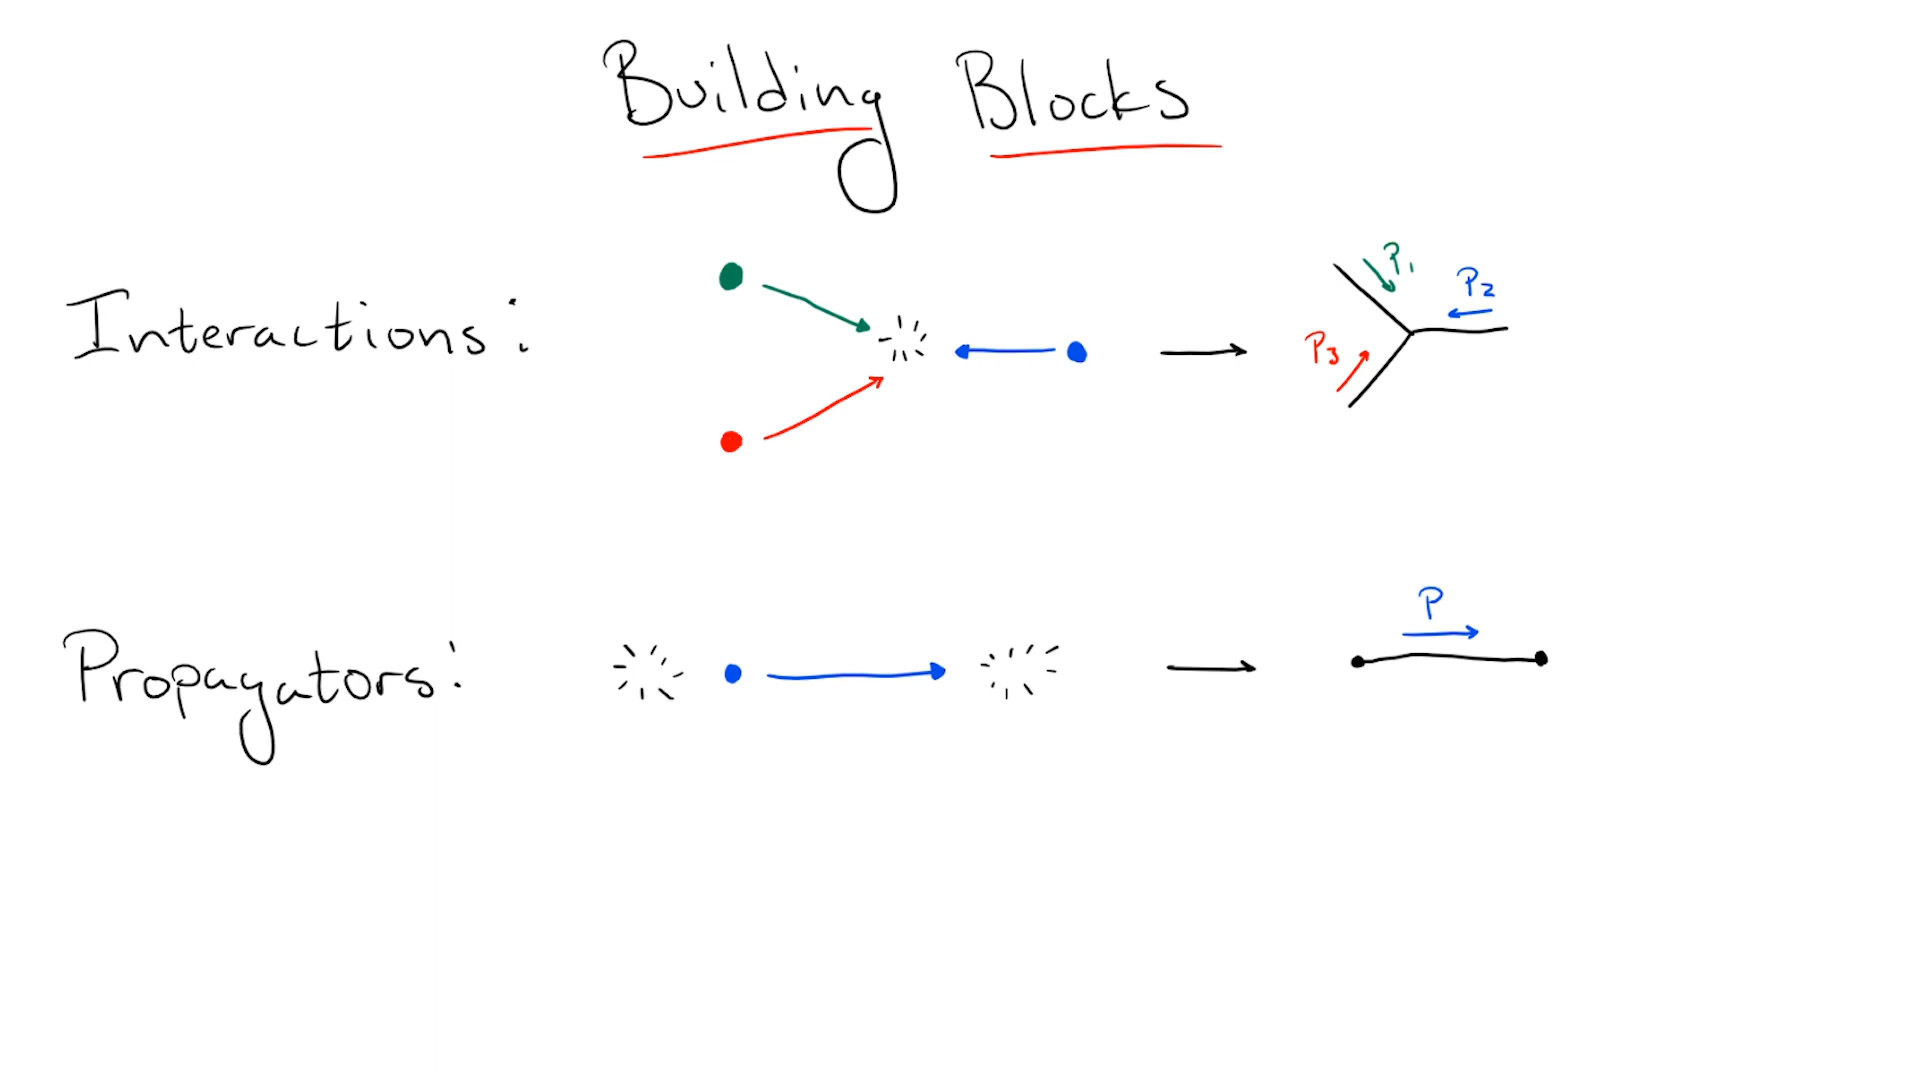 Building Blocks
Interactions:
P₁
P₂
P₃
Propagators:
P